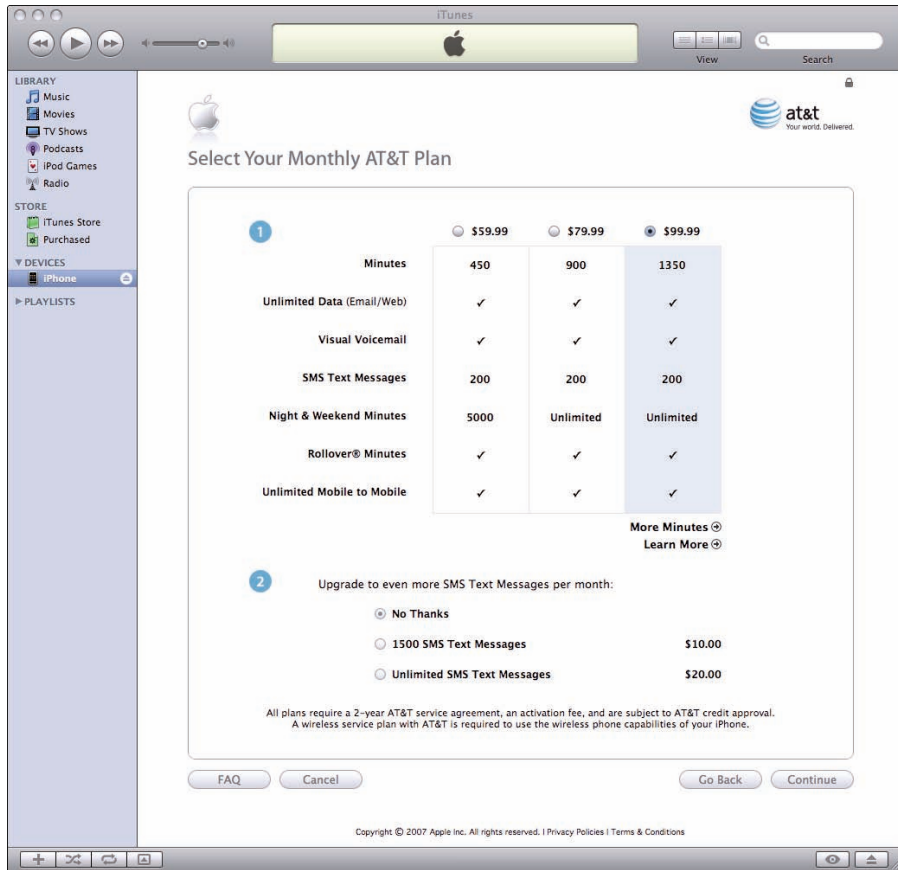 iTunes
View
Search
LIBRARY
Music
Movies
TV Shows
Podcasts
iPod Games
Radio
STORE
iTunes Store
Purchased
DEVICES
iPhone
PLAYLISTS
at&t
Your world. Delivered.
Select Your Monthly AT&T Plan
1 $59.99 $79.99 $99.99
Minutes 450 900 1350
Unlimited Data (Email/Web) ✓ ✓ ✓
Visual Voicemail ✓ ✓ ✓
SMS Text Messages 200 200 200
Night & Weekend Minutes 5000 Unlimited Unlimited
Rollover® Minutes ✓ ✓ ✓
Unlimited Mobile to Mobile ✓ ✓ ✓
More Minutes
Learn More
2 Upgrade to even more SMS Text Messages per month:
No Thanks
1500 SMS Text Messages $10.00
Unlimited SMS Text Messages $20.00
All plans require a 2-year AT&T service agreement, an activation fee, and are subject to AT&T credit approval.
A wireless service plan with AT&T is required to use the wireless phone capabilities of your iPhone.
FAQ Cancel Go Back Continue
Copyright © 2007 Apple Inc. All rights reserved. | Privacy Policies | Terms & Conditions